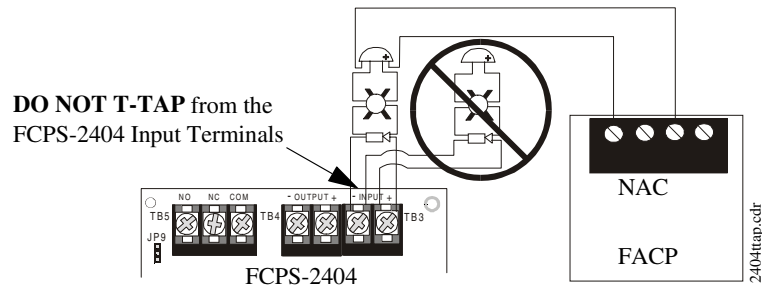 DO NOT T-TAP from the
FCPS-2404 Input Terminals
NO NC COM - OUTPUT + - INPUT +
TB5 TB4 TB3
JP9
FCPS-2404
+
+
NAC
FACP
2404ttap.cdr